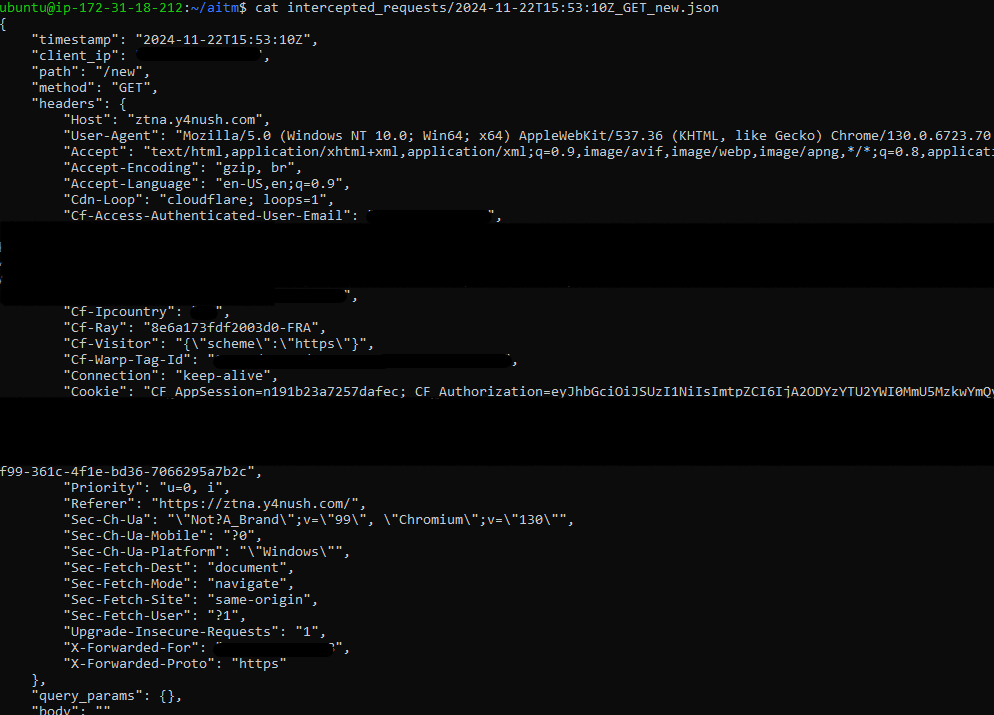 ubuntu@ip-172-31-18-212:~/aitm$ cat intercepted_requests/2024-11-22T15:53:10Z_GET_new.json
{
    "timestamp": "2024-11-22T15:53:10Z",
    "client_ip": ",
    "path": "/new",
    "method": "GET",
    "headers": {
        "Host": "ztna.y4nush.com",
        "User-Agent": "Mozilla/5.0 (Windows NT 10.0; Win64; x64) AppleWebKit/537.36 (KHTML, like Gecko) Chrome/130.0.6723.70
        "Accept": "text/html,application/xhtml+xml,application/xml;q=0.9,image/avif,image/webp,image/apng,*/*;q=0.8,applicati
        "Accept-Encoding": "gzip, br",
        "Accept-Language": "en-US,en;q=0.9",
        "Cdn-Loop": "cloudflare; loops=1",
        "Cf-Access-Authenticated-User-Email": "",
",
        "Cf-Ipcountry": "",
        "Cf-Ray": "8e6a173fdf2003d0-FRA",
        "Cf-Visitor": "{\"scheme\":\"https\"}",
        "Cf-Warp-Tag-Id": "",
        "Connection": "keep-alive",
        "Cookie": "CF_AppSession=n191b23a7257dafec; CF_Authorization=eyJhbGciOiJSUzI1NiIsImtpZCI6IjA2ODYzYTU2YWI0MmU5MzkwYmQy
f99-361c-4f1e-bd36-7066295a7b2c",
        "Priority": "u=0, i",
        "Referer": "https://ztna.y4nush.com/",
        "Sec-Ch-Ua": "\"Not?A_Brand\";v=\"99\", \"Chromium\";v=\"130\"",
        "Sec-Ch-Ua-Mobile": "?0",
        "Sec-Ch-Ua-Platform": "\"Windows\"",
        "Sec-Fetch-Dest": "document",
        "Sec-Fetch-Mode": "navigate",
        "Sec-Fetch-Site": "same-origin",
        "Sec-Fetch-User": "?1",
        "Upgrade-Insecure-Requests": "1",
        "X-Forwarded-For": "",
        "X-Forwarded-Proto": "https"
    },
    "query_params": {},
    "body": ""